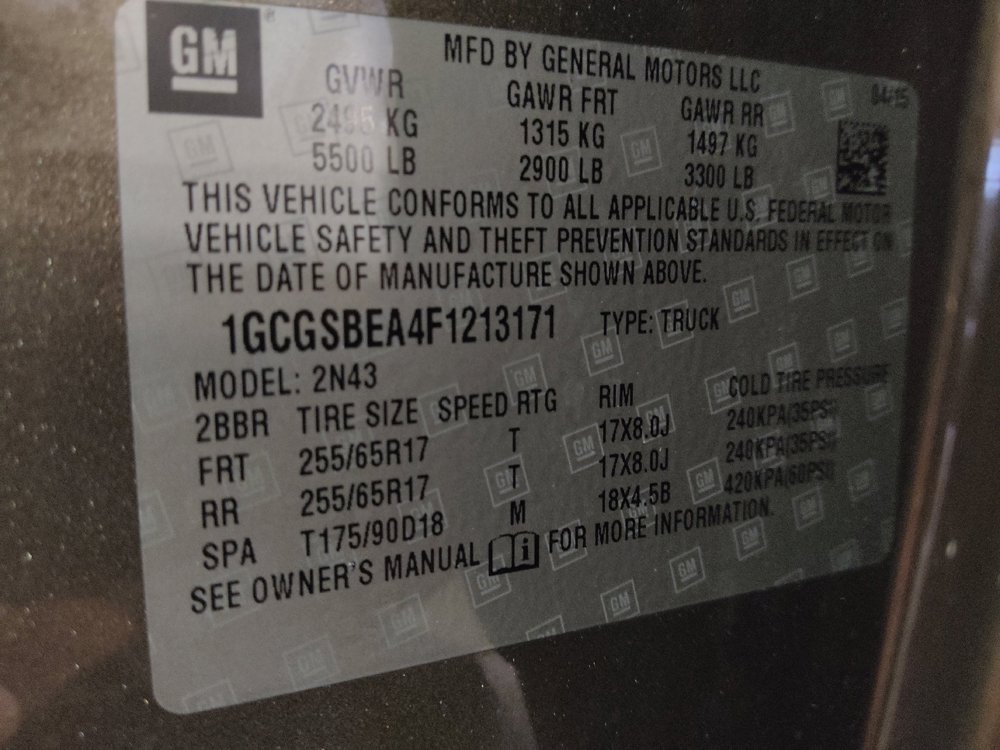 GM
MFD BY GENERAL MOTORS LLC
04/15
GVWR GAWR FRT GAWR RR
2495 KG 1315 KG 1497 KG
5500 LB 2900 LB 3300 LB
THIS VEHICLE CONFORMS TO ALL APPLICABLE U.S. FEDERAL MOTOR
VEHICLE SAFETY AND THEFT PREVENTION STANDARDS IN EFFECT ON
THE DATE OF MANUFACTURE SHOWN ABOVE.
1GCGSBEA4F1213171 TYPE: TRUCK
MODEL: 2N43
2BBR TIRE SIZE SPEED RTG RIM COLD TIRE PRESSURE
FRT 255/65R17 T 17X8.0J 240KPA/35PSI
RR 255/65R17 T 17X8.0J 240KPA/35PSI
SPA T175/90D18 M 18X4.5B 420KPA/60PSI
SEE OWNER'S MANUAL FOR MORE INFORMATION.